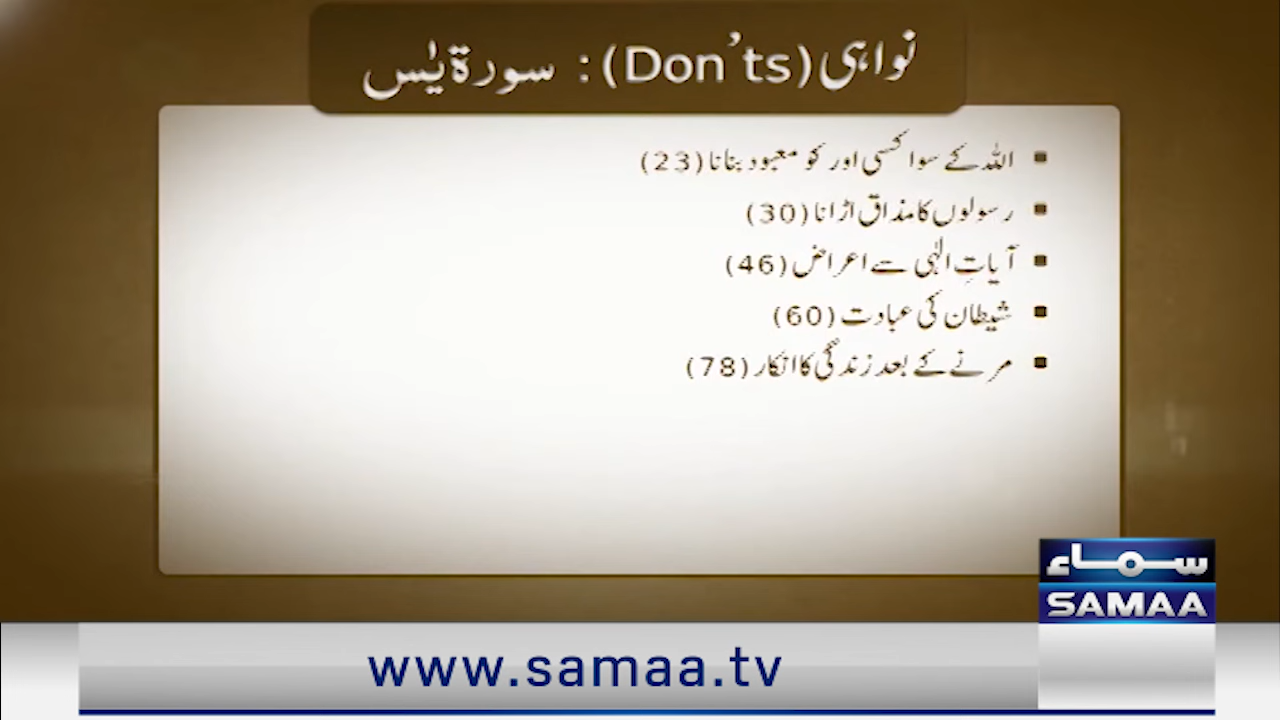 نواہی (Don’ts) : سورۃ یٰس
▪ اللہ کے سوا کسی اور کو معبود بنانا (23)
▪ رسولوں کا مذاق اڑانا (30)
▪ آیاتِ الٰہی سے اعراض (46)
▪ شیطان کی عبادت (60)
▪ مرنے کے بعد زندگی کا انکار (78)
سماء
SAMAA
www.samaa.tv